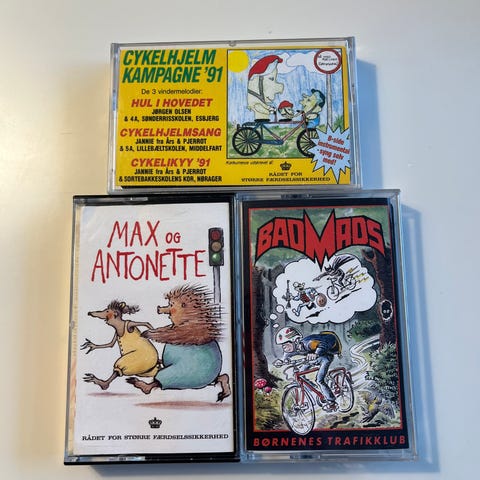 CYKELHJELM
KAMPAGNE '91
De 3 vindermelodier:
HUL I HOVEDET
JØRGEN OLSEN
& 4A, SØNDERRISSKOLEN, ESBJERG
CYKELHJELMSANG
JANNIE fra Års & PJERROT
& 5A, LILLEBÆLTSKOLEN, MIDDELFART
CYKELIKYY '91
JANNIE fra Års & PJERROT
& SORTEBAKKESKOLENS KOR, NØRAGER
B-side
instrumental
-syng selv
med!
RÅDET FOR
STØRRE FÆRDSELSSIKKERHED
MAX OG
ANTONETTE
RÅDET FOR STØRRE FÆRDSELSSIKKERHED
BADMADS
BØRNENES TRAFIKKLUB